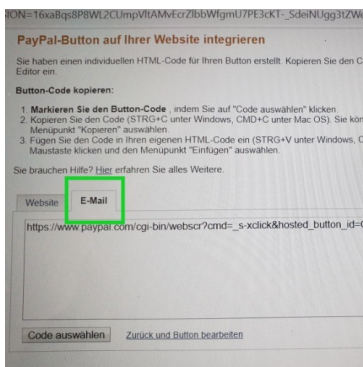 PayPal-Button auf Ihrer Website integrieren
Sie haben einen individuellen HTML-Code für Ihren Button erstellt. Kopieren Sie den
Editor ein.
Button-Code kopieren:
1. Markieren Sie den Button-Code , indem Sie auf "Code auswählen" klicken.
2. Kopieren Sie den Code (STRG+C unter Windows, CMD+C unter Mac OS). Sie
Menüpunkt "Kopieren" auswählen.
3. Fügen Sie den Code in Ihren eigenen HTML-Code ein (STRG+V unter Windows,
Maustaste klicken und den Menüpunkt "Einfügen" auswählen.
Sie brauchen Hilfe? Hier erfahren Sie alles Weitere.
Website E-Mail
https://www.paypal.com/cgi-bin/webscr?cmd=_s-xclick&hosted_button_id=
Code auswählen Zurück und Button bearbeiten